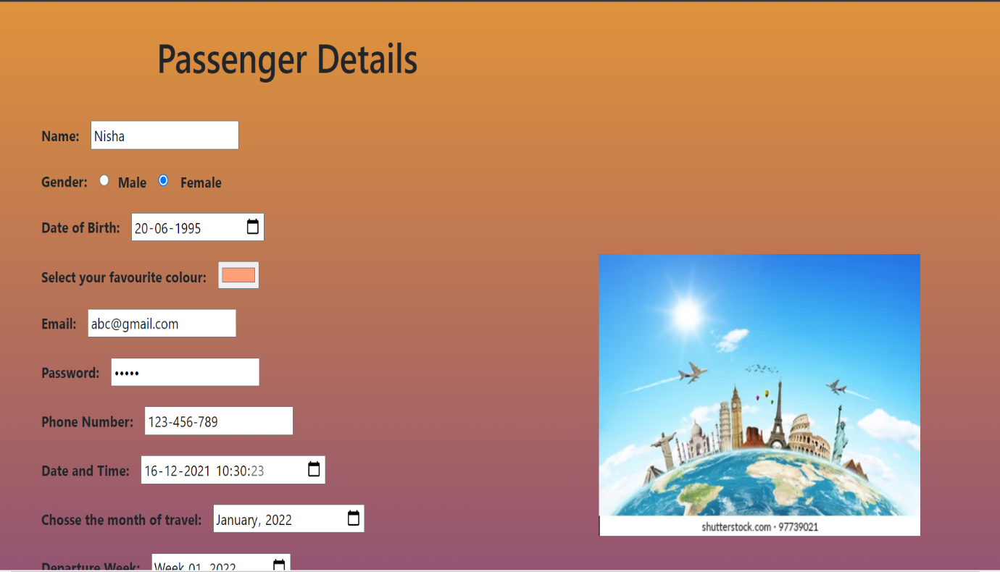 Passenger Details
Name: Nisha
Gender: Male Female
Date of Birth: 20-06-1995
Select your favourite colour:
Email: abc@gmail.com
Password: •••••
Phone Number: 123-456-789
Date and Time: 16-12-2021 10:30:23
Chosse the month of travel: January, 2022
Departure Week: Week 01, 2022
shutterstock.com · 97739021